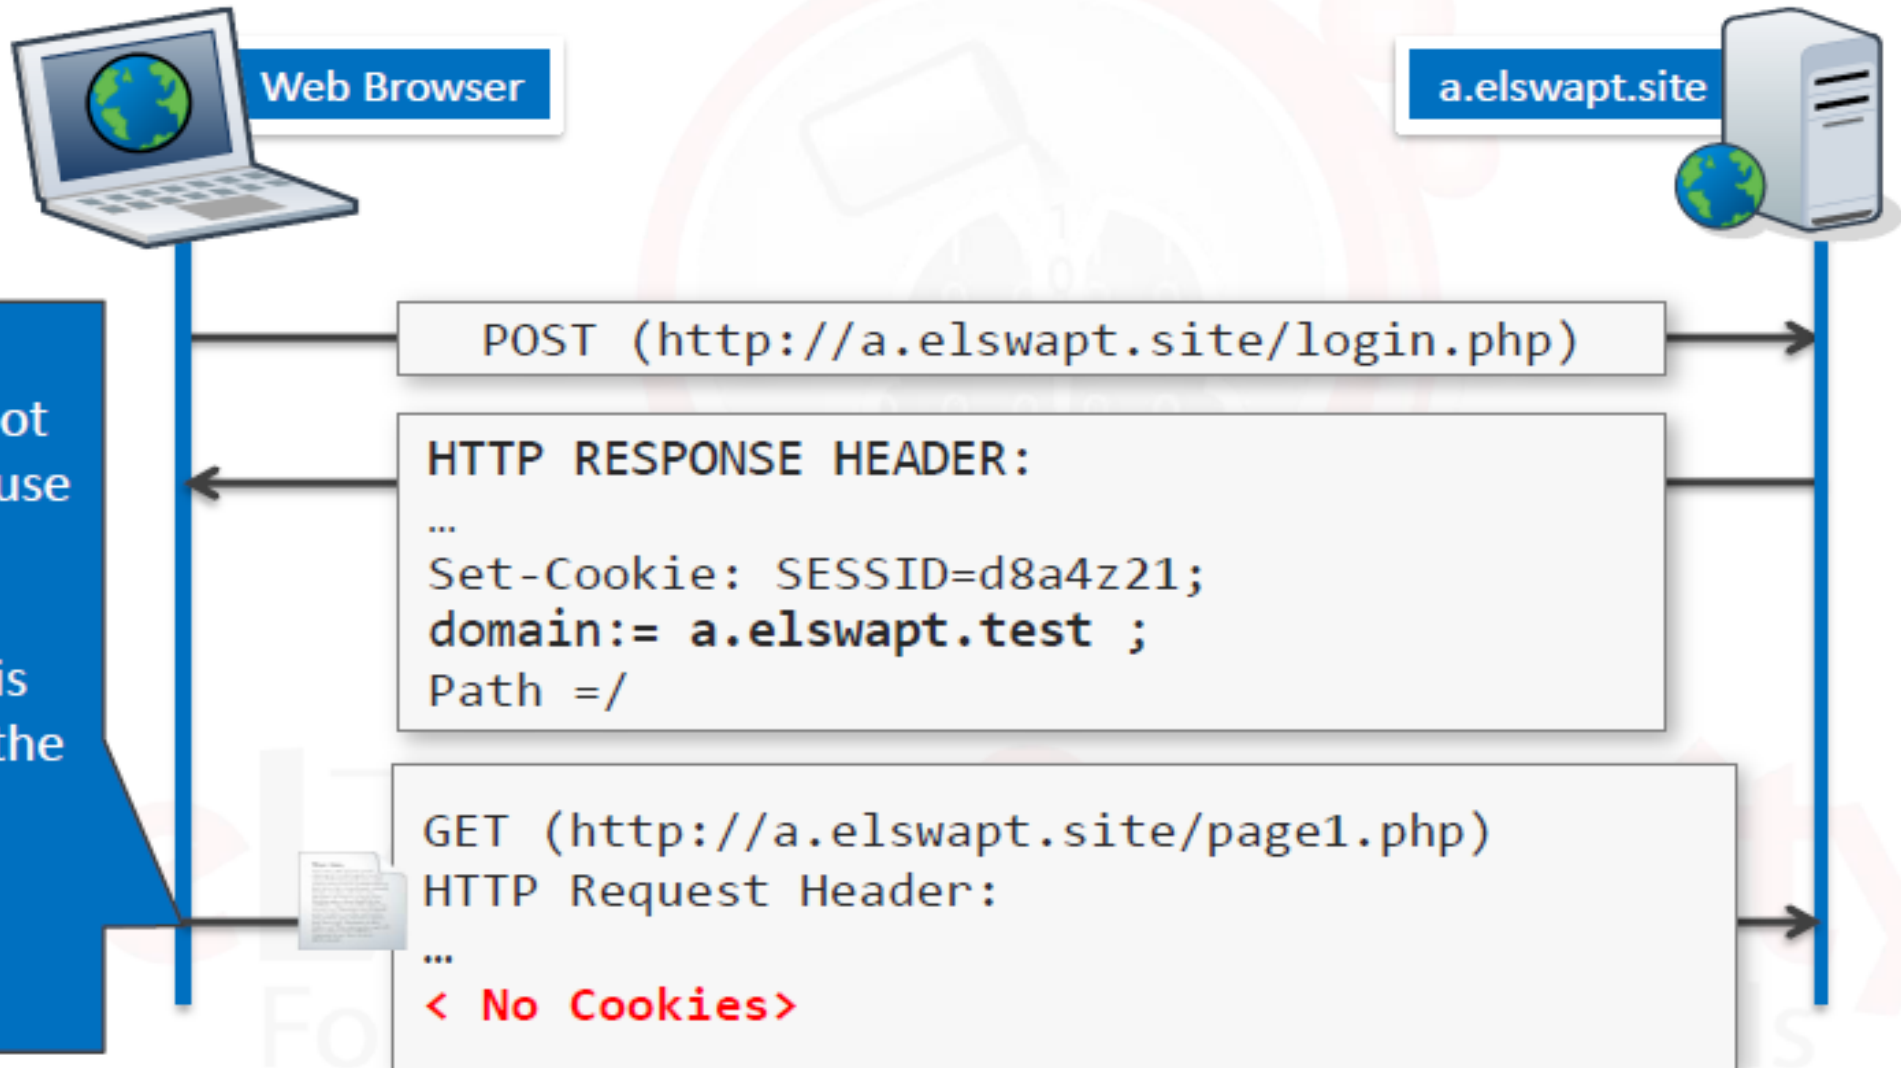 Web Browser
a.elswapt.site
POST (http://a.elswapt.site/login.php)
ot
use
is
the
HTTP RESPONSE HEADER:
…
Set-Cookie: SESSID=d8a4z21;
domain:= a.elswapt.test ;
Path =/
GET (http://a.elswapt.site/page1.php)
HTTP Request Header:
…
< No Cookies>